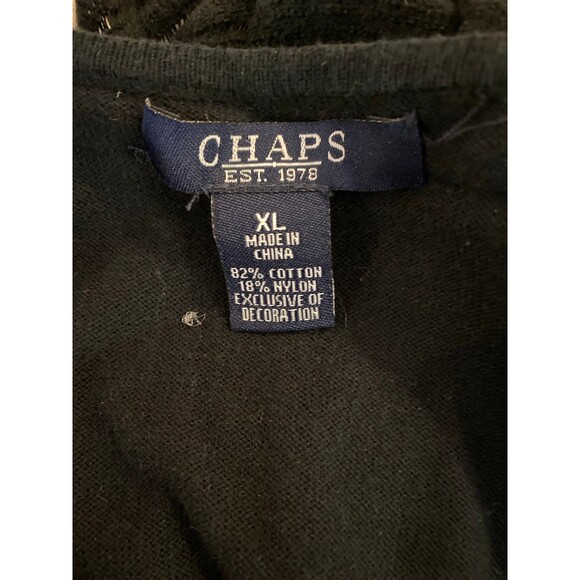 CHAPS
EST. 1978
XL
MADE IN
CHINA
82% COTTON
18% NYLON
EXCLUSIVE OF
DECORATION